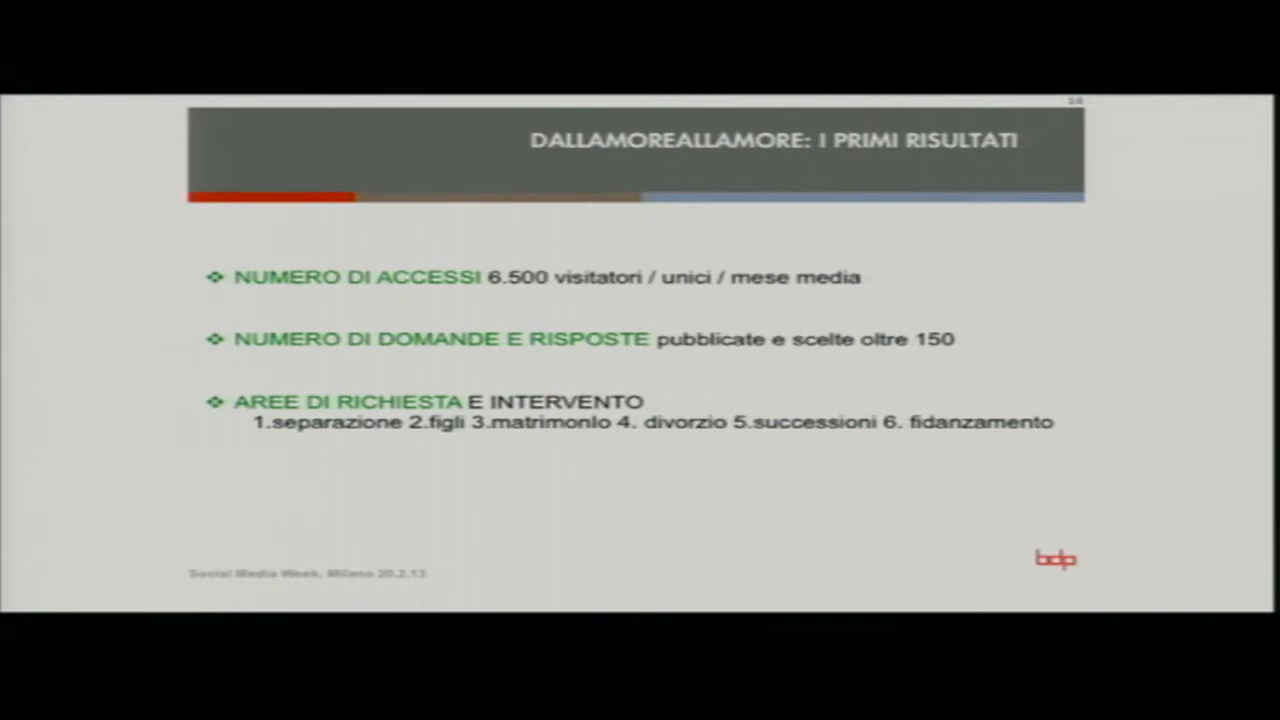 14
DALLAMOREALLAMORE: I PRIMI RISULTATI
❖ NUMERO DI ACCESSI 6.500 visitatori / unici / mese media
❖ NUMERO DI DOMANDE E RISPOSTE pubblicate e scelte oltre 150
❖ AREE DI RICHIESTA E INTERVENTO
1.separazione 2.figli 3.matrimonIo 4. divorzio 5.successioni 6. fidanzamento
Social Media Week, Milano 20.2.13
bdp